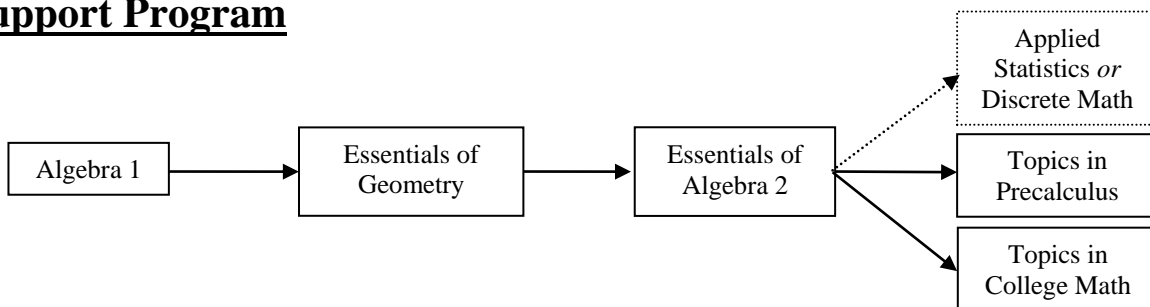 upport Program
Applied
Statistics or
Discrete Math
Algebra 1
Essentials of
Geometry
Essentials of
Algebra 2
Topics in
Precalculus
Topics in
College Math